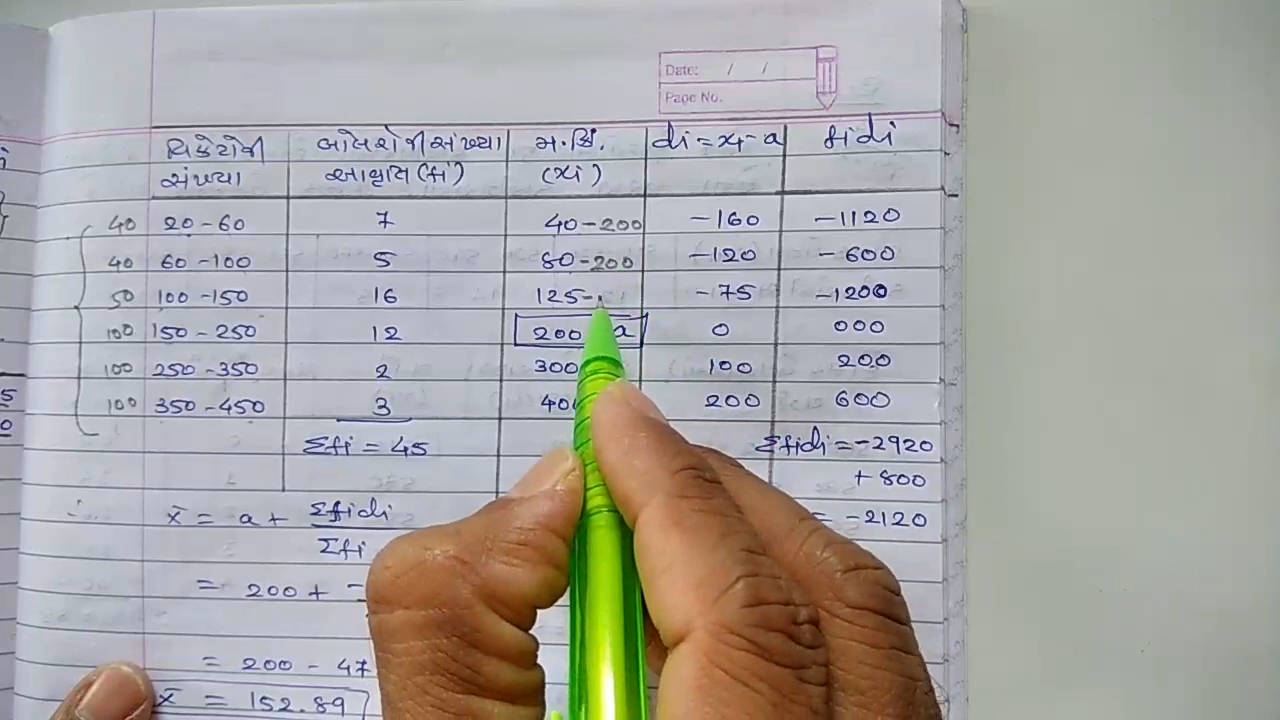 Date: / /
Page No.
વિકેટોની બોલરોની સંખ્યા મ.કિં. di = xi - a fidi
સંખ્યા આવૃત્તિ (fi) (xi)
40 20 - 60 7 40 - 200 -160 -1120
40 60 - 100 5 80 - 200 -120 - 600
50 100 - 150 16 125 - -75 -1200
100 150 - 250 12 200 a 0 000
100 250 - 350 2 300 100 200
100 350 - 450 3 40 200 600
5
0
Σfi = 45 Σfidi = -2920
+ 800
= -2120
∴ x̄ = a + Σfidi
Σfi
= 200 + -
= 200 - 47
x̄ = 152.89